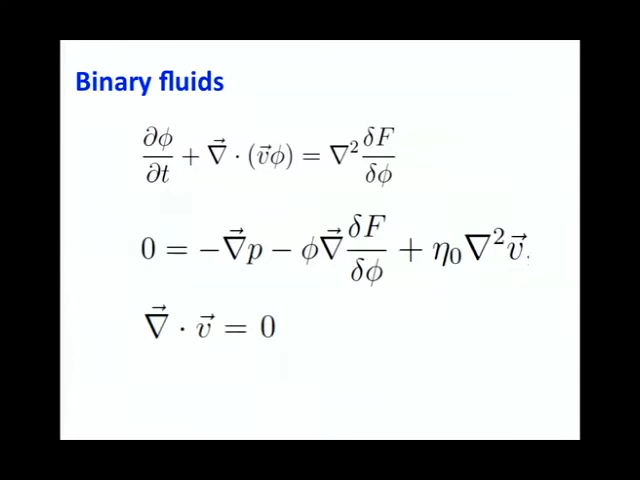 Binary fluids
∂ϕ/∂t + ∇⃗ · (v⃗ϕ) = ∇² δF/δϕ
0 = −∇⃗p − ϕ∇⃗ δF/δϕ + η₀∇²v⃗
∇⃗ · v⃗ = 0